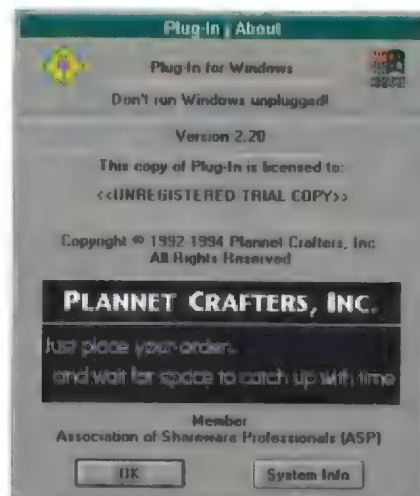 Plug-In | About
Plug-In for Windows
Don't run Windows unplugged!
Version 2.20
This copy of Plug-In is licensed to:
<<UNREGISTERED TRIAL COPY>>
Copyright © 1992-1994 Plannet Crafters, Inc
All Rights Reserved
PLANNET CRAFTERS, INC.
Just place your order..
and wait for space to catch up with time
Member
Association of Shareware Professionals (ASP)
OK
System Info